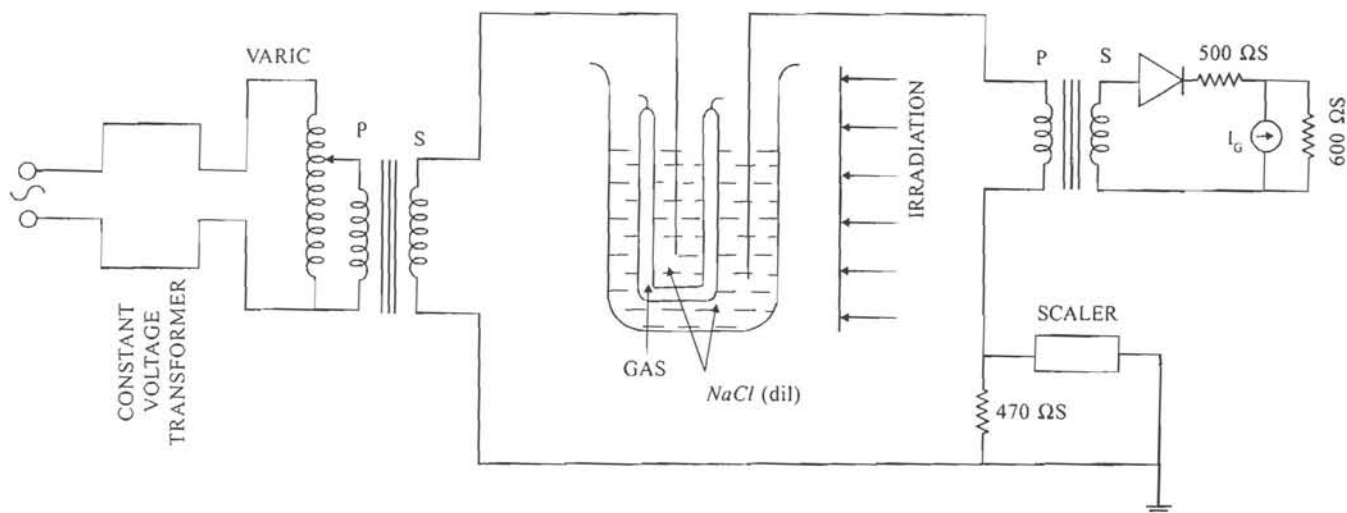 VARIC
P
S
CONSTANT
VOLTAGE
TRANSFORMER
GAS
NaCl (dil)
IRRADIATION
P
S
500 ΩS
I_G
600 ΩS
SCALER
470 ΩS